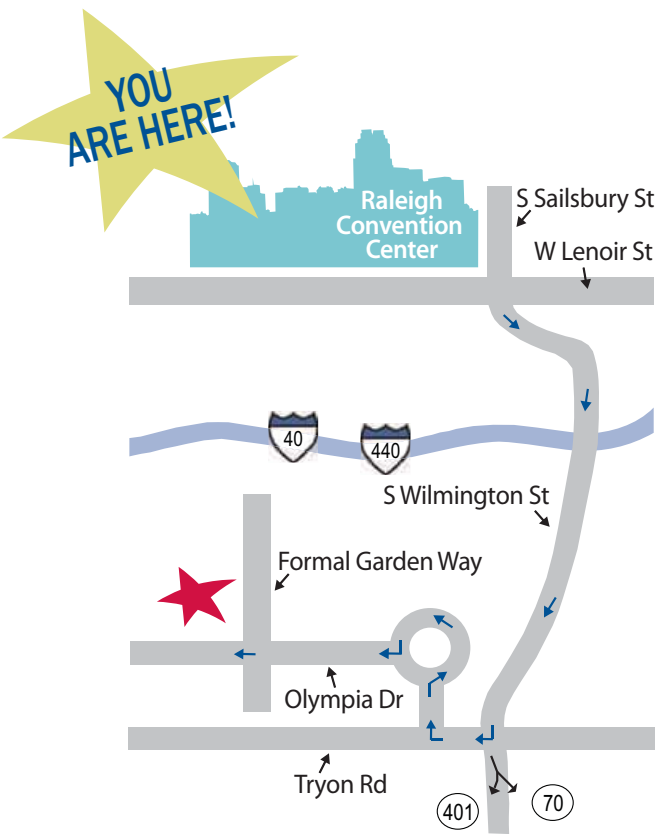 YOU
ARE HERE!
Raleigh
Convention
Center
S Sailsbury St
W Lenoir St
40
440
S Wilmington St
Formal Garden Way
Olympia Dr
Tryon Rd
401
70